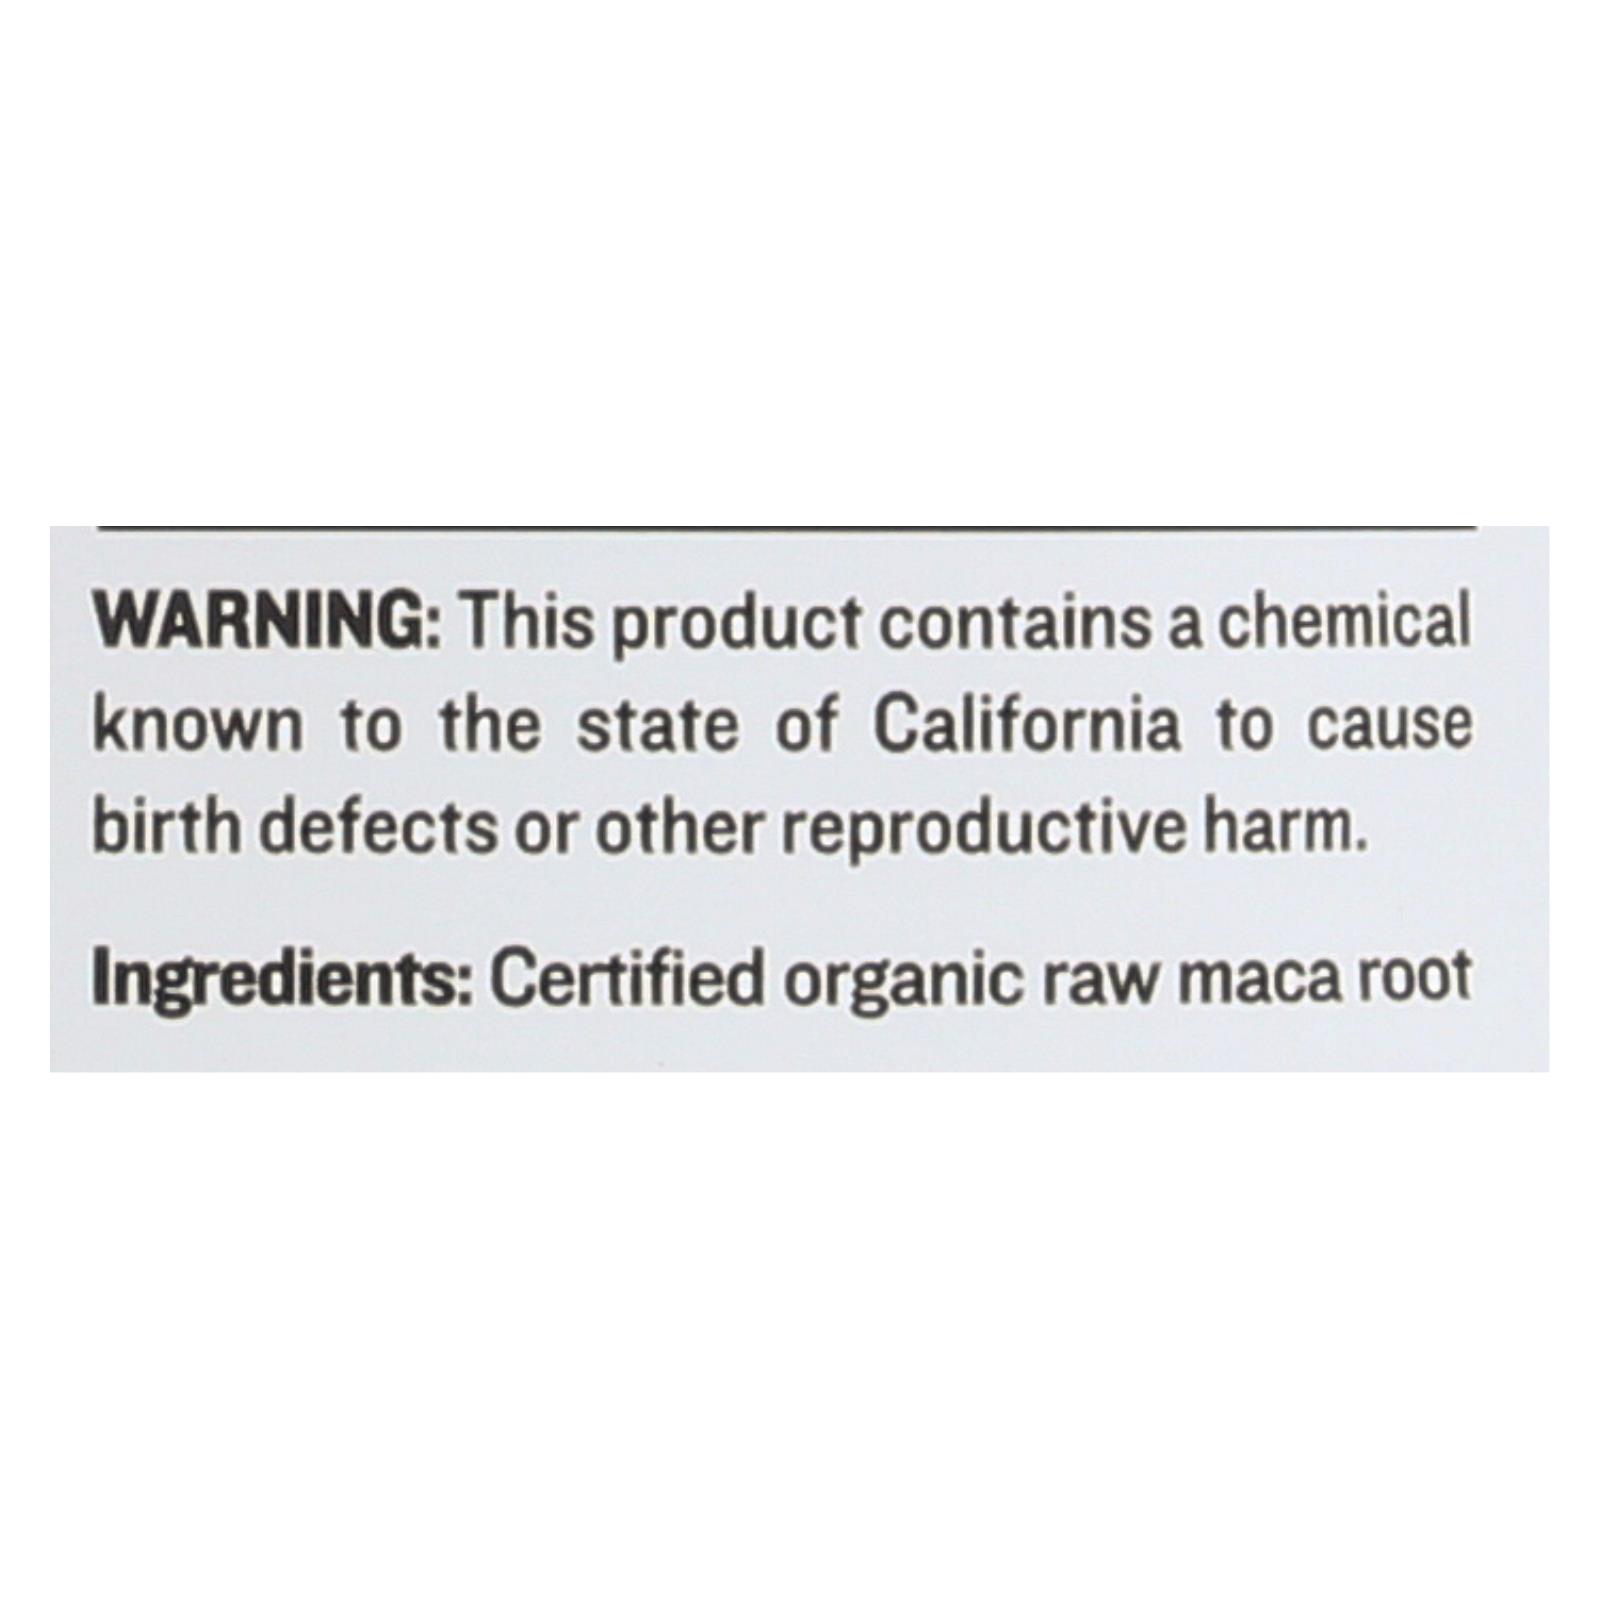 WARNING: This product contains a chemical
known to the state of California to cause
birth defects or other reproductive harm.
Ingredients: Certified organic raw maca root